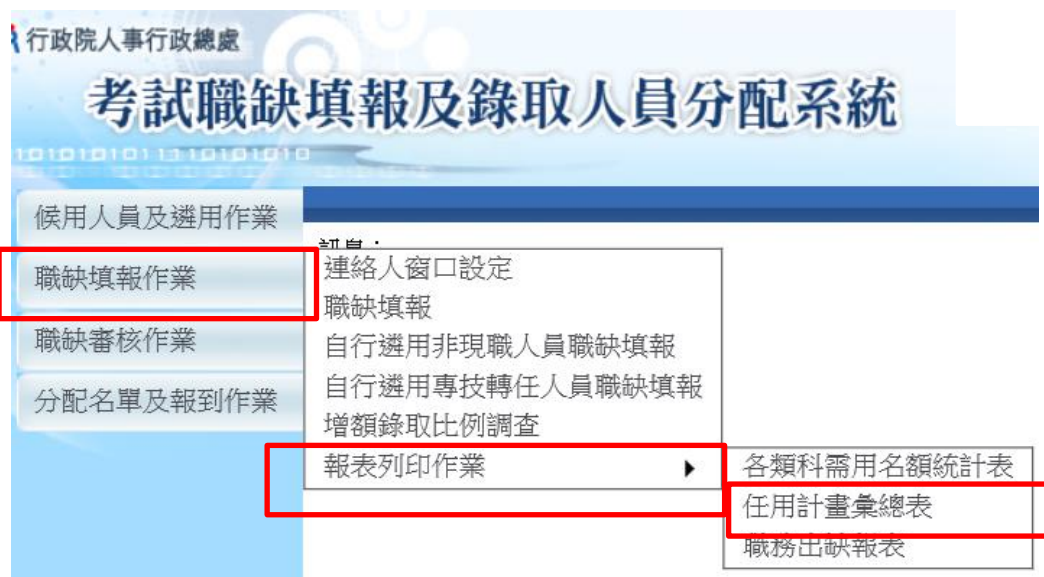 行政院人事行政總處
考試職缺填報及錄取人員分配系統
1010101011110101010
候用人員及遴用作業
職缺填報作業
職缺審核作業
分配名單及報到作業
訊息：
連絡人窗口設定
職缺填報
自行遴用非現職人員職缺填報
自行遴用專技轉任人員職缺填報
增額錄取比例調查
報表列印作業
各類科需用名額統計表
任用計畫彙總表
職務出缺報表